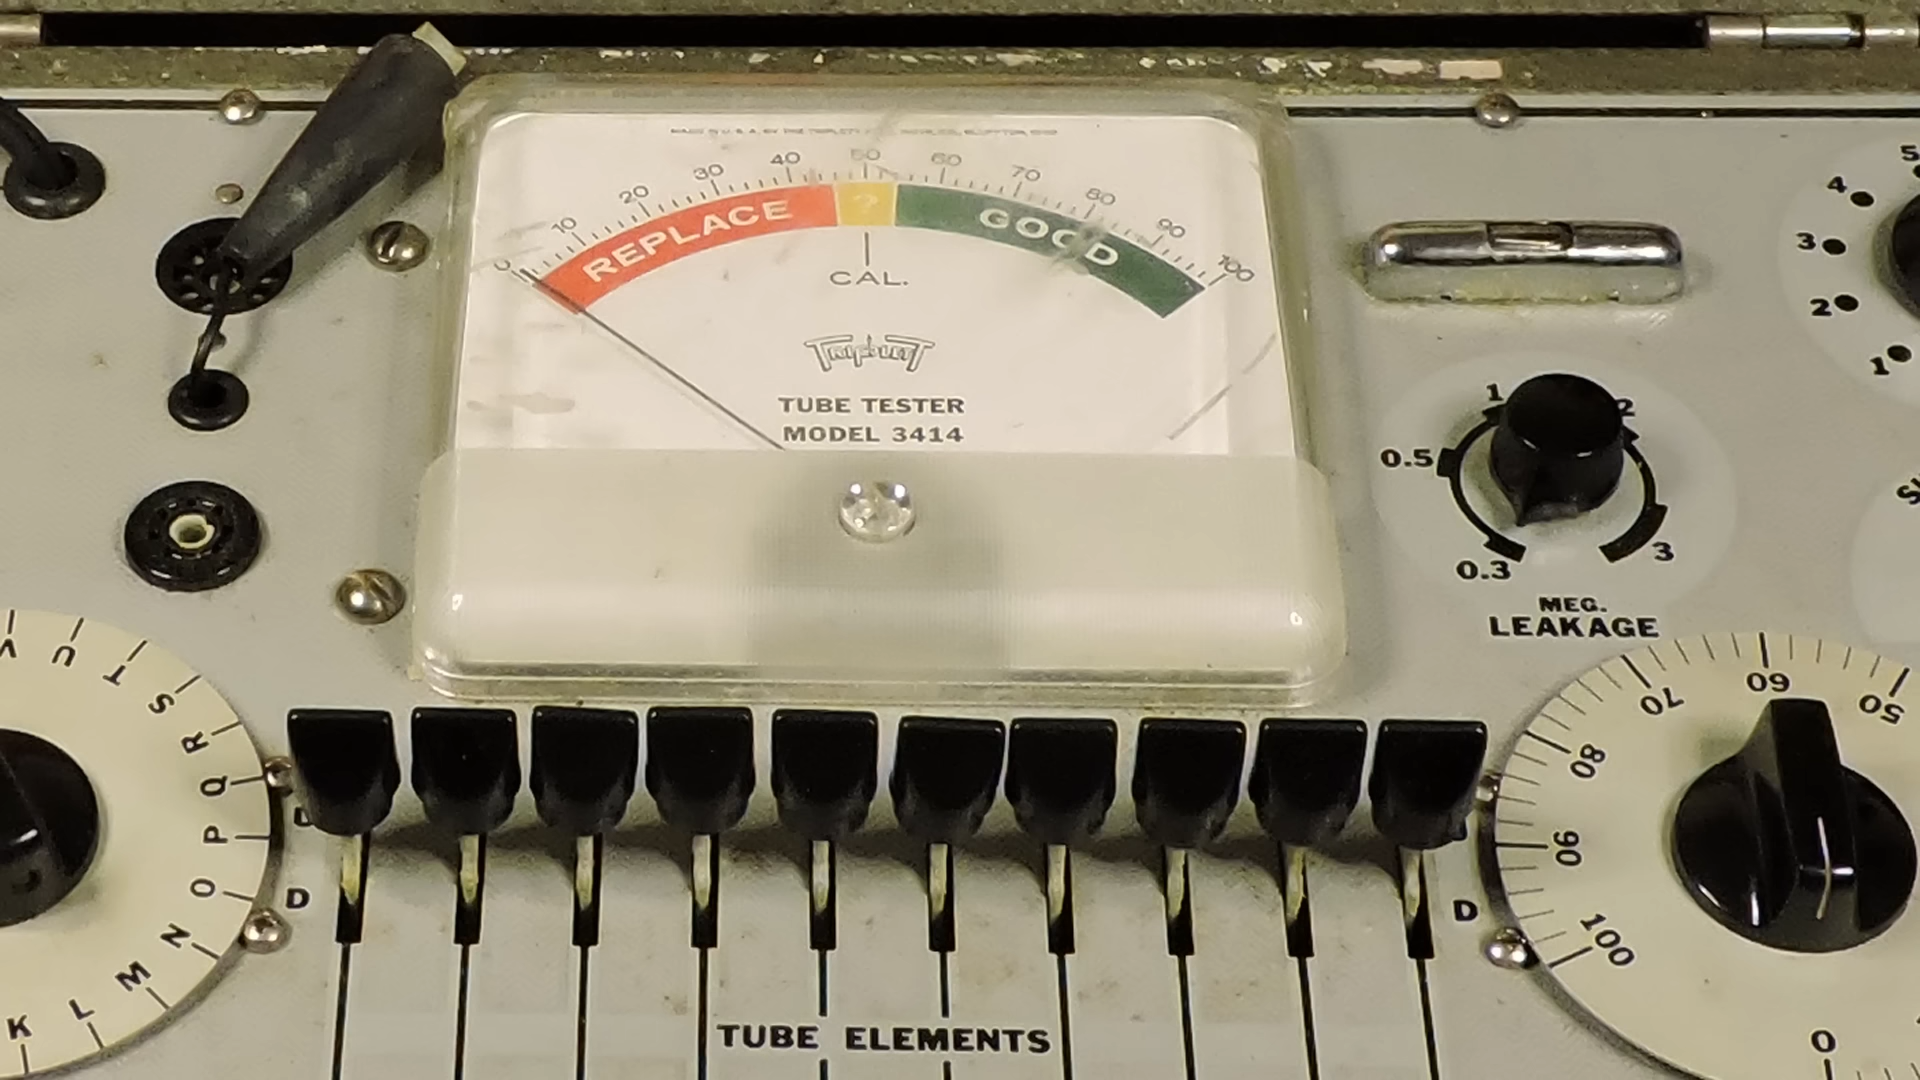 0 10 20 30 40 50 60 70 80 90 100
REPLACE ? GOOD
CAL.
Triplett
TUBE TESTER
MODEL 3414
5
4
3
2
1
1 2
0.5
0.3 3
MEG.
LEAKAGE
V U T S R Q P O N M L K
D
D
50 60 70 80 90 100 0
TUBE ELEMENTS